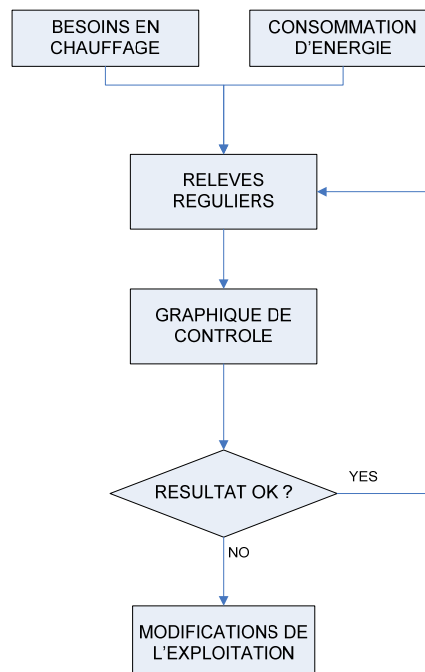 BESOINS EN
CHAUFFAGE
CONSOMMATION
D'ENERGIE
RELEVES
REGULIERS
GRAPHIQUE DE
CONTROLE
RESULTAT OK ?
YES
NO
MODIFICATIONS DE
L'EXPLOITATION